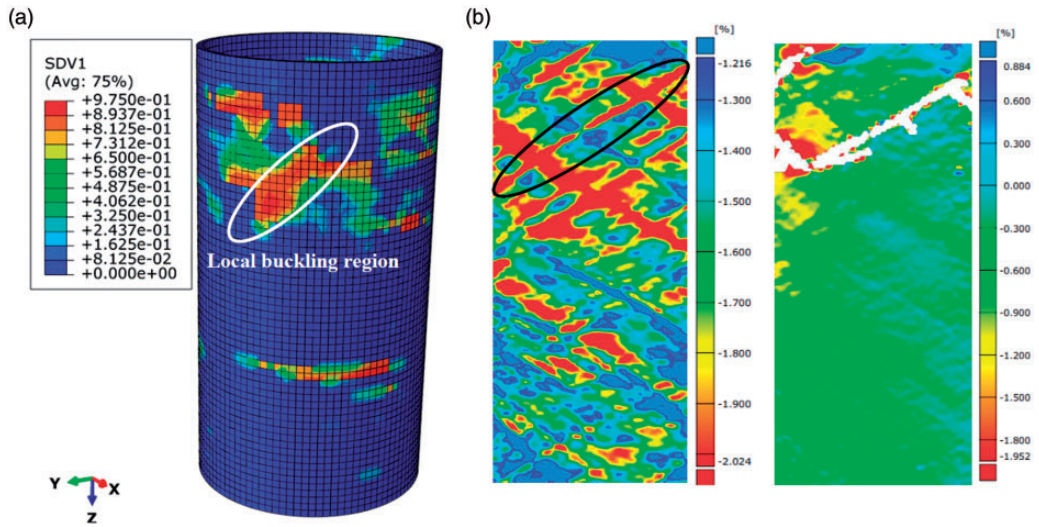 (a)
SDV1
(Avg: 75%)
+9.750e-01
+8.937e-01
+8.125e-01
+7.312e-01
+6.500e-01
+5.687e-01
+4.875e-01
+4.062e-01
+3.250e-01
+2.437e-01
+1.625e-01
+8.125e-02
+0.000e+00
Local buckling region
Y
X
Z
(b)
[%]
-1.216
-1.300
-1.400
-1.500
-1.600
-1.700
-1.800
-1.900
-2.024
[%]
0.884
0.600
0.300
0.000
-0.300
-0.600
-0.900
-1.200
-1.500
-1.800
-1.952